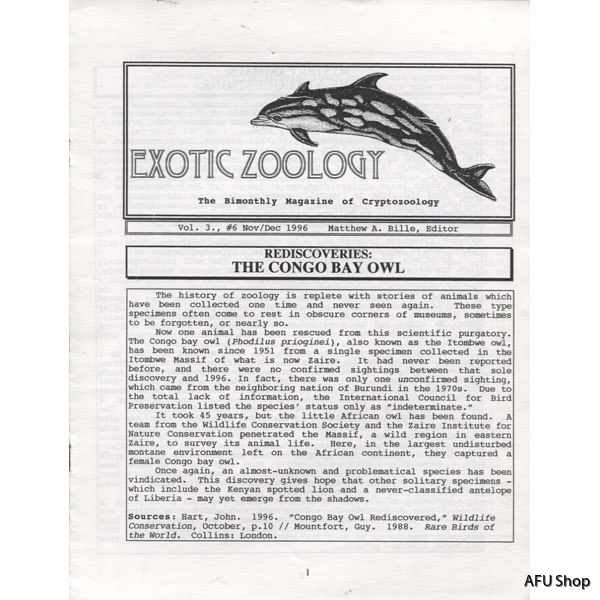 EXOTIC ZOOLOGY
The Bimonthly Magazine of Cryptozoology
Vol. 3., #6 Nov/Dec 1996 Matthew A. Bille, Editor
REDISCOVERIES:
THE CONGO BAY OWL
The history of zoology is replete with stories of animals which
have been collected one time and never seen again. These type
specimens often come to rest in obscure corners of museums, sometimes
to be forgotten, or nearly so.
Now one animal has been rescued from this scientific purgatory.
The Congo bay owl (Phodilus prioginei), also known as the Itombwe owl,
has been known since 1951 from a single specimen collected in the
Itombwe Massif of what is now Zaire. It had never been reported
before, and there were no confirmed sightings between that sole
discovery and 1996. In fact, there was only one unconfirmed sighting,
which came from the neighboring nation of Burundi in the 1970s. Due to
the total lack of information, the International Council for Bird
Preservation listed the species' status only as "indeterminate."
It took 45 years, but the little African owl has been found. A
team from the Wildlife Conservation Society and the Zaire Institute for
Nature Conservation penetrated the Massif, a wild region in eastern
Zaire, to survey its animal life. Here, in the largest undisturbed
montane environment left on the African continent, they captured a
female Congo bay owl.
Once again, an almost-unknown and problematical species has been
vindicated. This discovery gives hope that other solitary specimens -
which include the Kenyan spotted lion and a never-classified antelope
of Liberia - may yet emerge from the shadows.
Sources: Hart, John. 1996. "Congo Bay Owl Rediscovered," Wildlife
Conservation, October, p.10 // Mountfort, Guy. 1988. Rare Birds of
the World. Collins: London.
1
AFU Shop